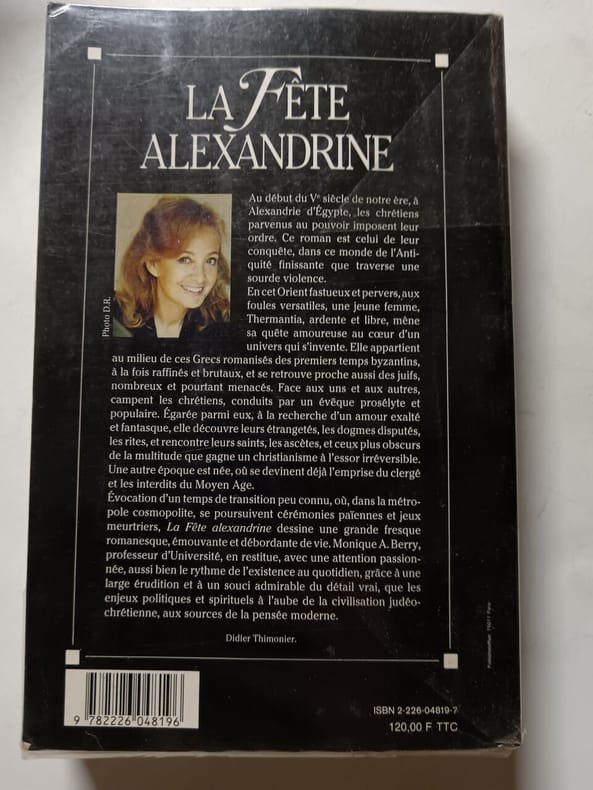 LA FÊTE
ALEXANDRINE
Au début du Vᵉ siècle de notre ère, à
Alexandrie d'Égypte, les chrétiens
parvenus au pouvoir imposent leur
ordre. Ce roman est celui de leur
conquête, dans ce monde de l'Anti-
quité finissante que traverse une
sourde violence.
En cet Orient fastueux et pervers, aux
foules versatiles, une jeune femme,
Thermantia, ardente et libre, mène
sa quête amoureuse au cœur d'un
univers qui s'invente. Elle appartient
au milieu de ces Grecs romanisés des premiers temps byzantins,
à la fois raffinés et brutaux, et se retrouve proche aussi des juifs,
nombreux et pourtant menacés. Face aux uns et aux autres,
campent les chrétiens, conduits par un évêque prosélyte et
populaire. Égarée parmi eux, à la recherche d'un amour exalté
et fantasque, elle découvre leurs étrangetés, les dogmes disputés,
les rites, et rencontre leurs saints, les ascètes, et ceux plus obscurs
de la multitude que gagne un christianisme à l'essor irréversible.
Une autre époque est née, où se devinent déjà l'emprise du clergé
et les interdits du Moyen Age.
Évocation d'un temps de transition peu connu, où, dans la métro-
pole cosmopolite, se poursuivent cérémonies païennes et jeux
meurtriers, La Fête alexandrine dessine une grande fresque
romanesque, émouvante et débordante de vie. Monique A. Berry,
professeur d'Université, en restitue, avec une attention passion-
née, aussi bien le rythme de l'existence au quotidien, grâce à une
large érudition et à un souci admirable du détail vrai, que les
enjeux politiques et spirituels à l'aube de la civilisation judéo-
chrétienne, aux sources de la pensée moderne.
Didier Thimonier.
Photo D.R.
9 782226 048196
ISBN 2-226-04819-7
120,00 F TTC